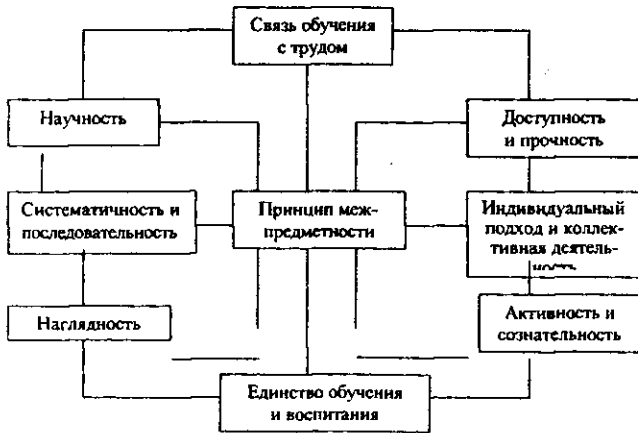 Связь обучения
с трудом
Научность
Доступность
и прочность
Систематичность и
последовательность
Принцип меж-
предметности
Индивидуальный
подход и коллек-
тивная деятель-
ность
Наглядность
Активность и
сознательность
Единство обучения
и воспитания